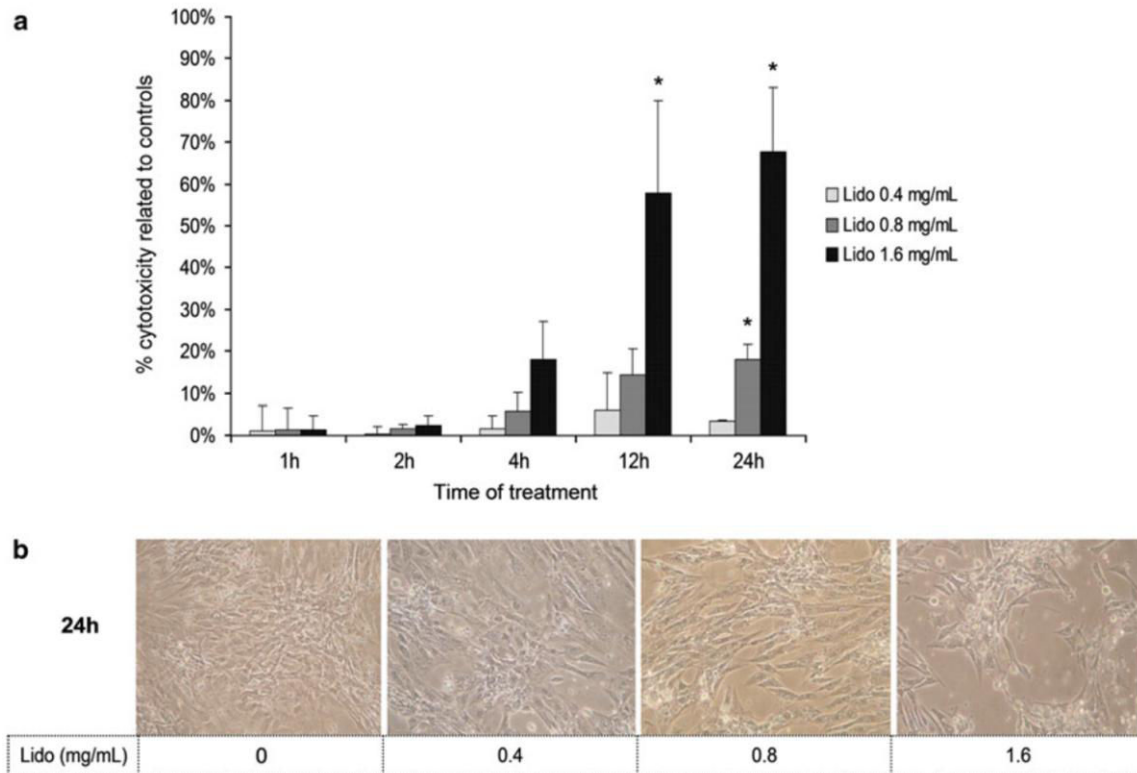 a
100%
90%
80%
70%
60%
50%
40%
30%
20%
10%
0%
% cytotoxicity related to controls
*
*
*
1h 2h 4h 12h 24h
Time of treatment
Lido 0.4 mg/mL
Lido 0.8 mg/mL
Lido 1.6 mg/mL
b
24h
Lido (mg/mL) 0 0.4 0.8 1.6